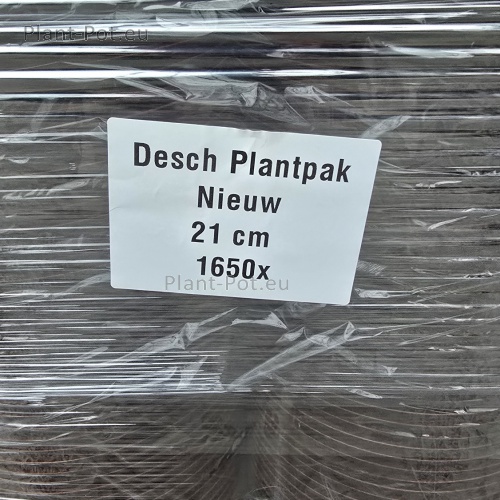 Plant-Pot.eu
Desch Plantpak
Nieuw
21 cm
1650x
Plant-Pot.eu